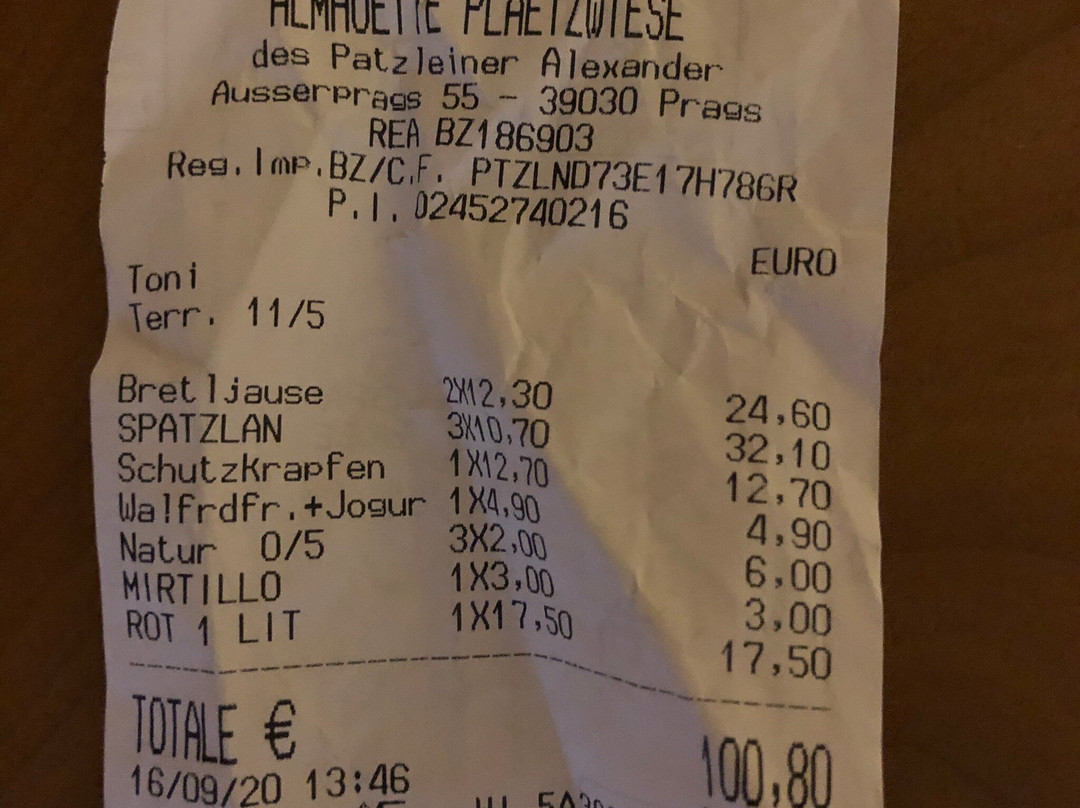 ALMHUETTE PLAETZWIESE
des Patzleiner Alexander
Ausserprags 55 - 39030 Prags
REA BZ186903
Reg.Imp.BZ/C.F. PTZLND73E17H786R
P.I. 02452740216
EURO
Toni
Terr. 11/5
Bretljause 2X12,30 24,60
SPATZLAN 3X10,70 32,10
Schutzkrapfen 1X12,70 12,70
Walfrdfr.+Jogur 1X4,90 4,90
Natur 0/5 3X2,00 6,00
MIRTILLO 1X3,00 3,00
ROT 1 LIT 1X17,50 17,50
TOTALE € 100,80
16/09/20 13:46